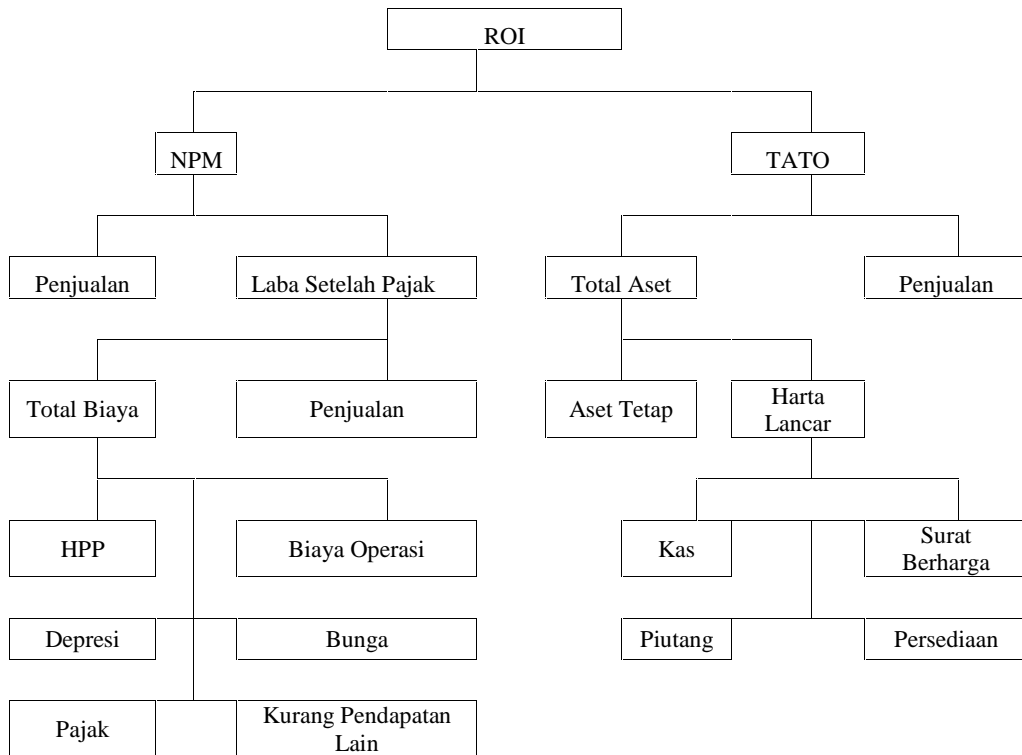 ROI
NPM
TATO
Penjualan
Laba Setelah Pajak
Total Aset
Penjualan
Total Biaya
Penjualan
Aset Tetap
Harta
Lancar
HPP
Biaya Operasi
Kas
Surat
Berharga
Depresi
Bunga
Piutang
Persediaan
Pajak
Kurang Pendapatan
Lain